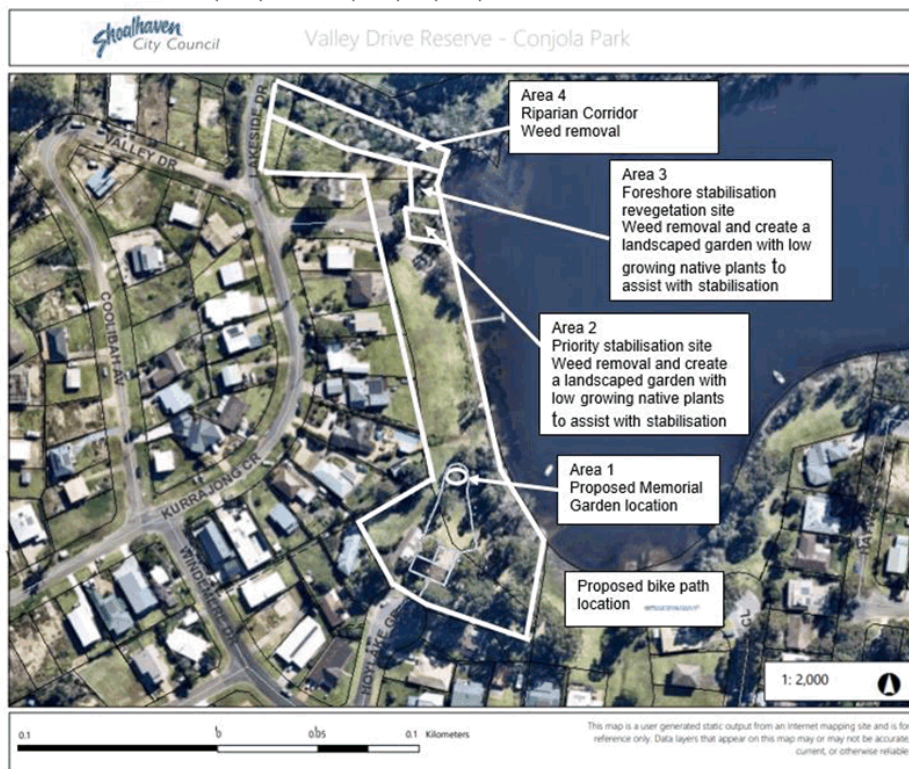 Shoalhaven
City Council
Valley Drive Reserve - Conjola Park
Area 4
Riparian Corridor
Weed removal
LAKESIDE DR
VALLEY DR
Area 3
Foreshore stabilisation
revegetation site
Weed removal and create a
landscaped garden with low
growing native plants to
assist with stabilisation
COOLIBAH AV
Area 2
Priority stabilisation site
Weed removal and create
a landscaped garden with
low growing native plants
to assist with stabilisation
KURRAJONG CR
Area 1
Proposed Memorial
Garden location
Proposed bike path
location
CL
1: 2,000
0.1
0
0.05
0.1 Kilometers
This map is a user generated static output from an Internet mapping site and is for
reference only. Data layers that appear on this map may or may not be accurate,
current, or otherwise reliable.